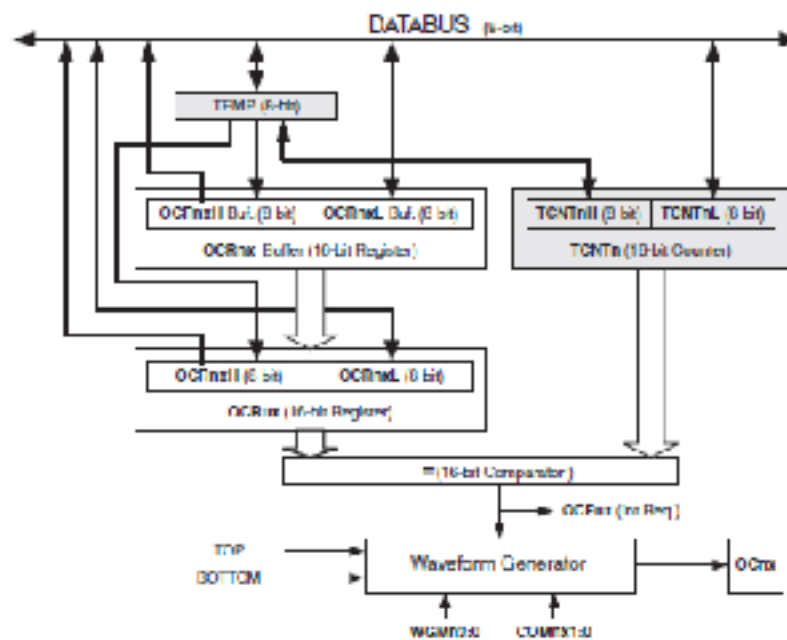 DATABUS (8-bit)
TEMP (8-bit)
OCRnxH Buf. (8 bit) OCRnxL Buf. (8 bit)
OCRnx Buffer (16-bit Register)
TCNTnH (8 bit) TCNTnL (8 bit)
TCNTn (16-bit Counter)
OCRnxH (8 bit) OCRnxL (8 bit)
OCRnx (16-bit Register)
= (16-bit Comparator )
OCFnx (Int Req.)
TOP
BOTTOM
Waveform Generator
OCnx
WGMn3:0 COMnx1:0